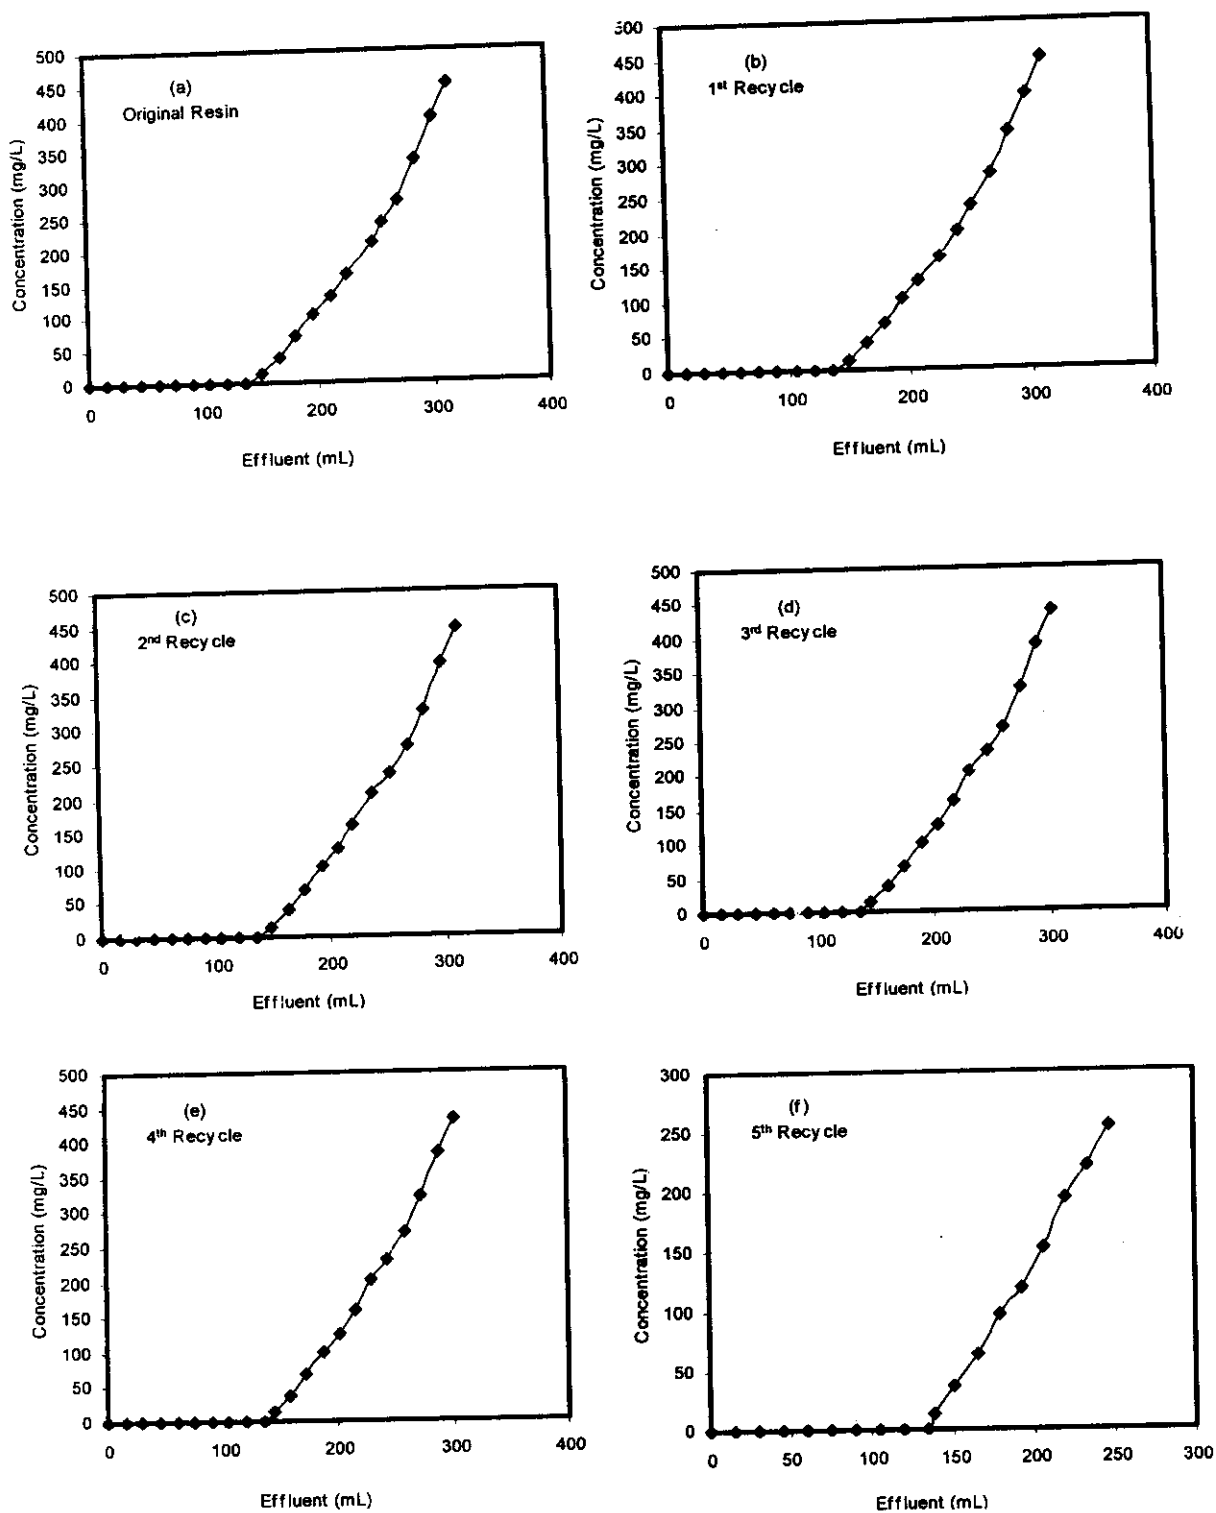 (a)
Original Resin
Concentration (mg/L)
500
450
400
350
300
250
200
150
100
50
0
0 100 200 300 400
Effluent (mL)
(b)
1st Recycle
Concentration (mg/L)
500
450
400
350
300
250
200
150
100
50
0
0 100 200 300 400
Effluent (mL)
(c)
2nd Recycle
Concentration (mg/L)
500
450
400
350
300
250
200
150
100
50
0
0 100 200 300 400
Effluent (mL)
(d)
3rd Recycle
Concentration (mg/L)
500
450
400
350
300
250
200
150
100
50
0
0 100 200 300 400
Effluent (mL)
(e)
4th Recycle
Concentration (mg/L)
500
450
400
350
300
250
200
150
100
50
0
0 100 200 300 400
Effluent (mL)
(f)
5th Recycle
Concentration (mg/L)
300
250
200
150
100
50
0
0 50 100 150 200 250 300
Effluent (mL)